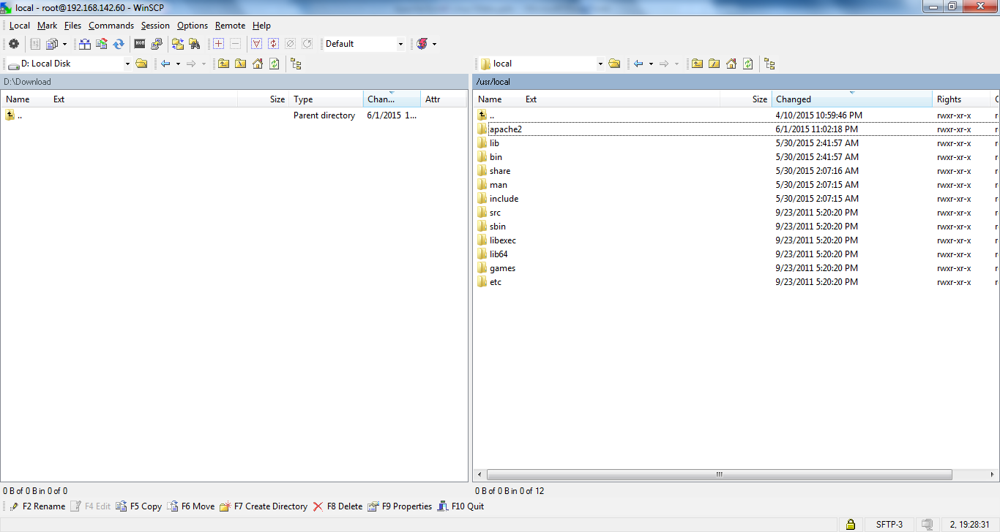 local - root@192.168.142.60 - WinSCP
Local Mark Files Commands Session Options Remote Help
Default
D: Local Disk
local
D:\Download
/usr/local
Name Ext Size Type Chan... Attr
Name Ext Size Changed Rights
.. Parent directory 6/1/2015 1...
.. 4/10/2015 10:59:46 PM rwxr-xr-x r
apache2 6/1/2015 11:02:18 PM rwxr-xr-x r
lib 5/30/2015 2:41:57 AM rwxr-xr-x r
bin 5/30/2015 2:41:57 AM rwxr-xr-x r
share 5/30/2015 2:07:16 AM rwxr-xr-x r
man 5/30/2015 2:07:15 AM rwxr-xr-x r
include 5/30/2015 2:07:15 AM rwxr-xr-x r
src 9/23/2011 5:20:20 PM rwxr-xr-x r
sbin 9/23/2011 5:20:20 PM rwxr-xr-x r
libexec 9/23/2011 5:20:20 PM rwxr-xr-x r
lib64 9/23/2011 5:20:20 PM rwxr-xr-x r
games 9/23/2011 5:20:20 PM rwxr-xr-x r
etc 9/23/2011 5:20:20 PM rwxr-xr-x r
0 B of 0 B in 0 of 0
0 B of 0 B in 0 of 12
F2 Rename F4 Edit F5 Copy F6 Move F7 Create Directory F8 Delete F9 Properties F10 Quit
SFTP-3 2, 19:28:31